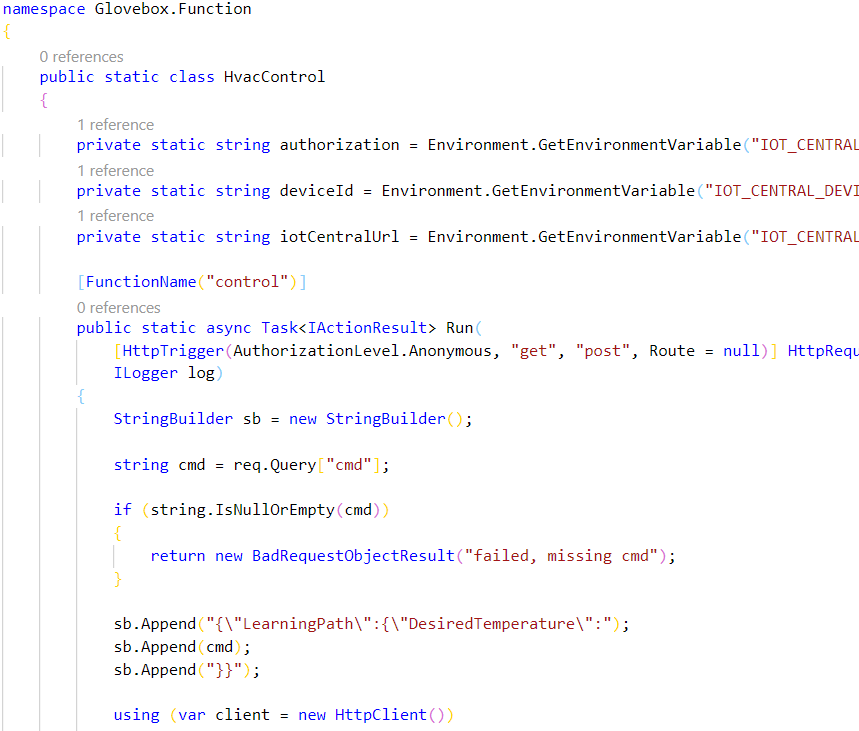 namespace Glovebox.Function
{
0 references
public static class HvacControl
{
1 reference
private static string authorization = Environment.GetEnvironmentVariable("IOT_CENTRAL
1 reference
private static string deviceId = Environment.GetEnvironmentVariable("IOT_CENTRAL_DEVI
1 reference
private static string iotCentralUrl = Environment.GetEnvironmentVariable("IOT_CENTRAL
[FunctionName("control")]
0 references
public static async Task<IActionResult> Run(
[HttpTrigger(AuthorizationLevel.Anonymous, "get", "post", Route = null)] HttpRequ
ILogger log)
{
StringBuilder sb = new StringBuilder();
string cmd = req.Query["cmd"];
if (string.IsNullOrEmpty(cmd))
{
return new BadRequestObjectResult("failed, missing cmd");
}
sb.Append("{\"LearningPath\":{\"DesiredTemperature\":");
sb.Append(cmd);
sb.Append("}}");
using (var client = new HttpClient())